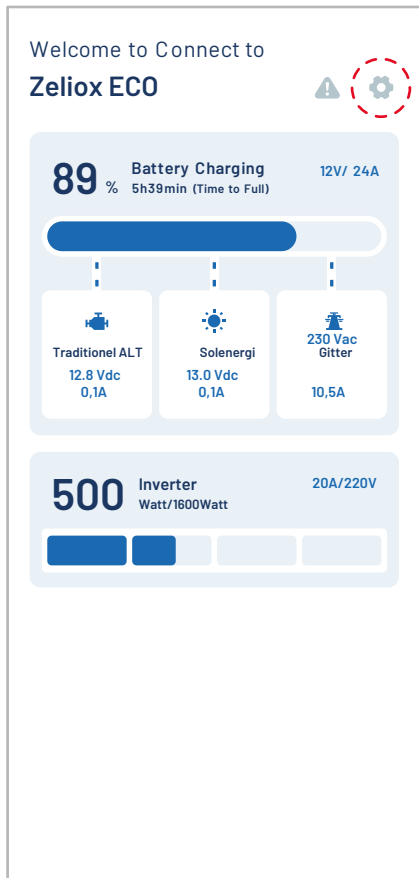 Welcome to Connect to
Zeliox ECO
89 %
Battery Charging
5h39min (Time to Full)
12V/ 24A
Traditionel ALT
12.8 Vdc
0,1A
Solenergi
13.0 Vdc
0,1A
230 Vac
Gitter
10,5A
500
Inverter
Watt/1600Watt
20A/220V